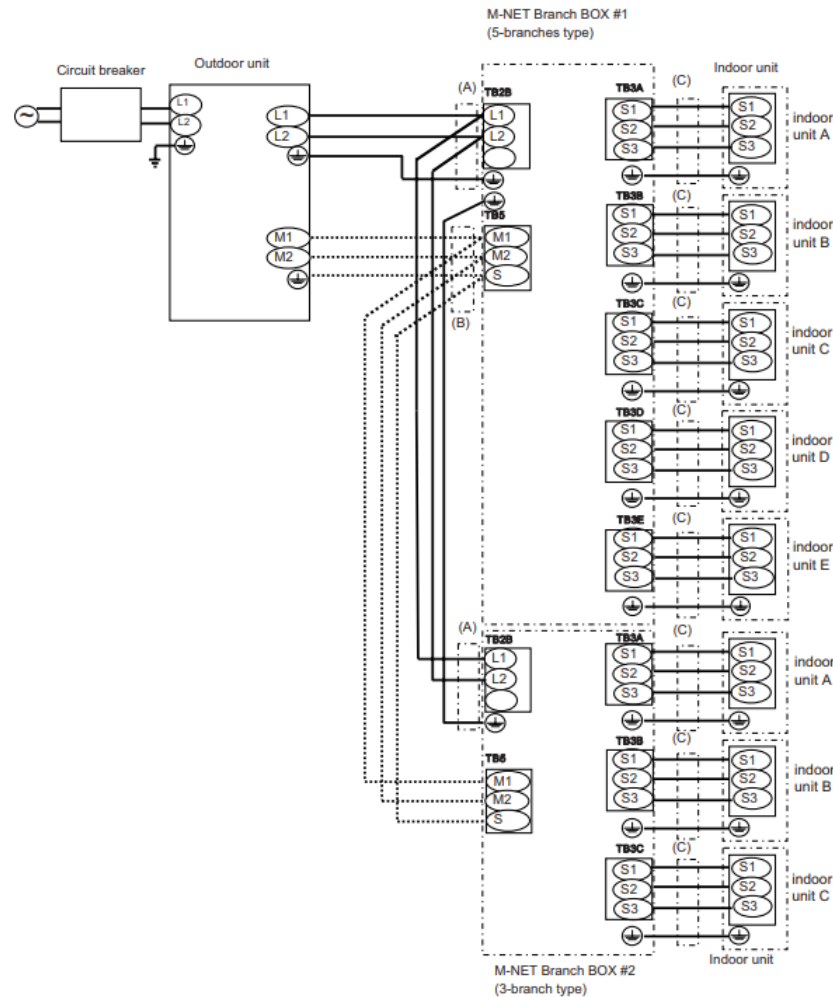 M-NET Branch BOX #1
(5-branches type)
Circuit breaker
Outdoor unit
Indoor unit
L1
L2
L1
L2
M1
M2
(A)
TB2B
L1
L2
TB5
M1
M2
S
(B)
TB3A
S1
S2
S3
(C)
S1
S2
S3
indoor
unit A
TB3B
S1
S2
S3
(C)
S1
S2
S3
indoor
unit B
TB3C
S1
S2
S3
(C)
S1
S2
S3
indoor
unit C
TB3D
S1
S2
S3
(C)
S1
S2
S3
indoor
unit D
TB3E
S1
S2
S3
(C)
S1
S2
S3
indoor
unit E
(A)
TB2B
L1
L2
TB5
M1
M2
S
TB3A
S1
S2
S3
(C)
S1
S2
S3
indoor
unit A
TB3B
S1
S2
S3
(C)
S1
S2
S3
indoor
unit B
TB3C
S1
S2
S3
(C)
S1
S2
S3
indoor
unit C
Indoor unit
M-NET Branch BOX #2
(3-branch type)